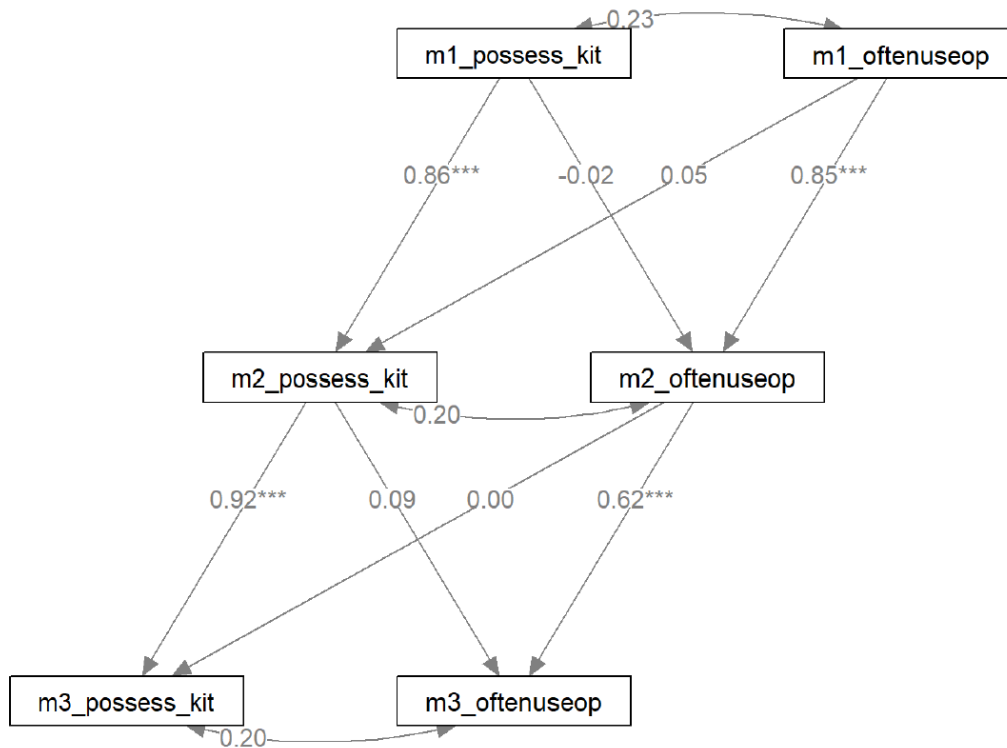 0.23
m1_possess_kit m1_oftenuseop
0.86*** -0.02 0.05 0.85***
m2_possess_kit m2_oftenuseop
0.20
0.92*** 0.09 0.00 0.62***
m3_possess_kit m3_oftenuseop
0.20